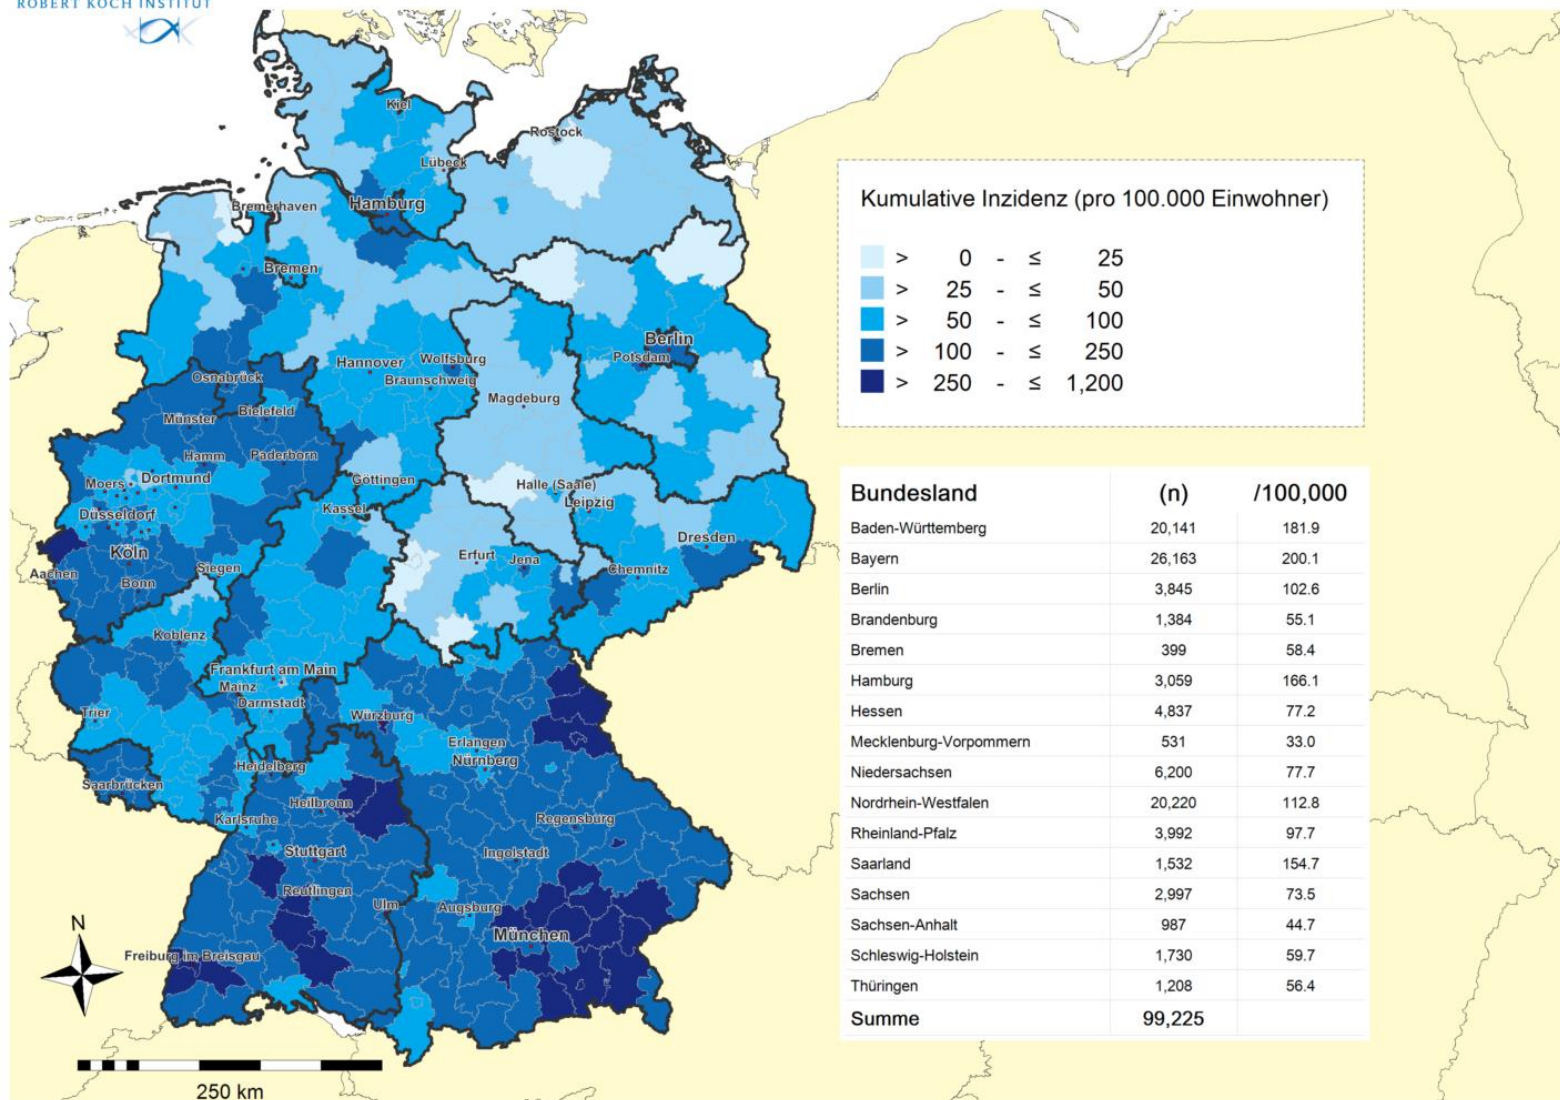 ROBERT KOCH INSTITUT
Kiel
Rostock
Lübeck
Hamburg
Bremerhaven
Bremen
Berlin
Potsdam
Hannover
Wolfsburg
Braunschweig
Osnabrück
Magdeburg
Münster
Bielefeld
Hamm
Paderborn
Moers
Dortmund
Göttingen
Halle (Saale)
Leipzig
Kassel
Düsseldorf
Dresden
Köln
Erfurt
Jena
Siegen
Chemnitz
Aachen
Bonn
Koblenz
Frankfurt am Main
Mainz
Darmstadt
Trier
Würzburg
Erlangen
Nürnberg
Heidelberg
Saarbrücken
Heilbronn
Karlsruhe
Regensburg
Stuttgart
Ingolstadt
Reutlingen
Ulm
Augsburg
München
Freiburg im Breisgau
N
250 km
Kumulative Inzidenz (pro 100.000 Einwohner)
> 0 - ≤ 25
> 25 - ≤ 50
> 50 - ≤ 100
> 100 - ≤ 250
> 250 - ≤ 1,200
Bundesland (n) /100,000
Baden-Württemberg 20,141 181.9
Bayern 26,163 200.1
Berlin 3,845 102.6
Brandenburg 1,384 55.1
Bremen 399 58.4
Hamburg 3,059 166.1
Hessen 4,837 77.2
Mecklenburg-Vorpommern 531 33.0
Niedersachsen 6,200 77.7
Nordrhein-Westfalen 20,220 112.8
Rheinland-Pfalz 3,992 97.7
Saarland 1,532 154.7
Sachsen 2,997 73.5
Sachsen-Anhalt 987 44.7
Schleswig-Holstein 1,730 59.7
Thüringen 1,208 56.4
Summe 99,225